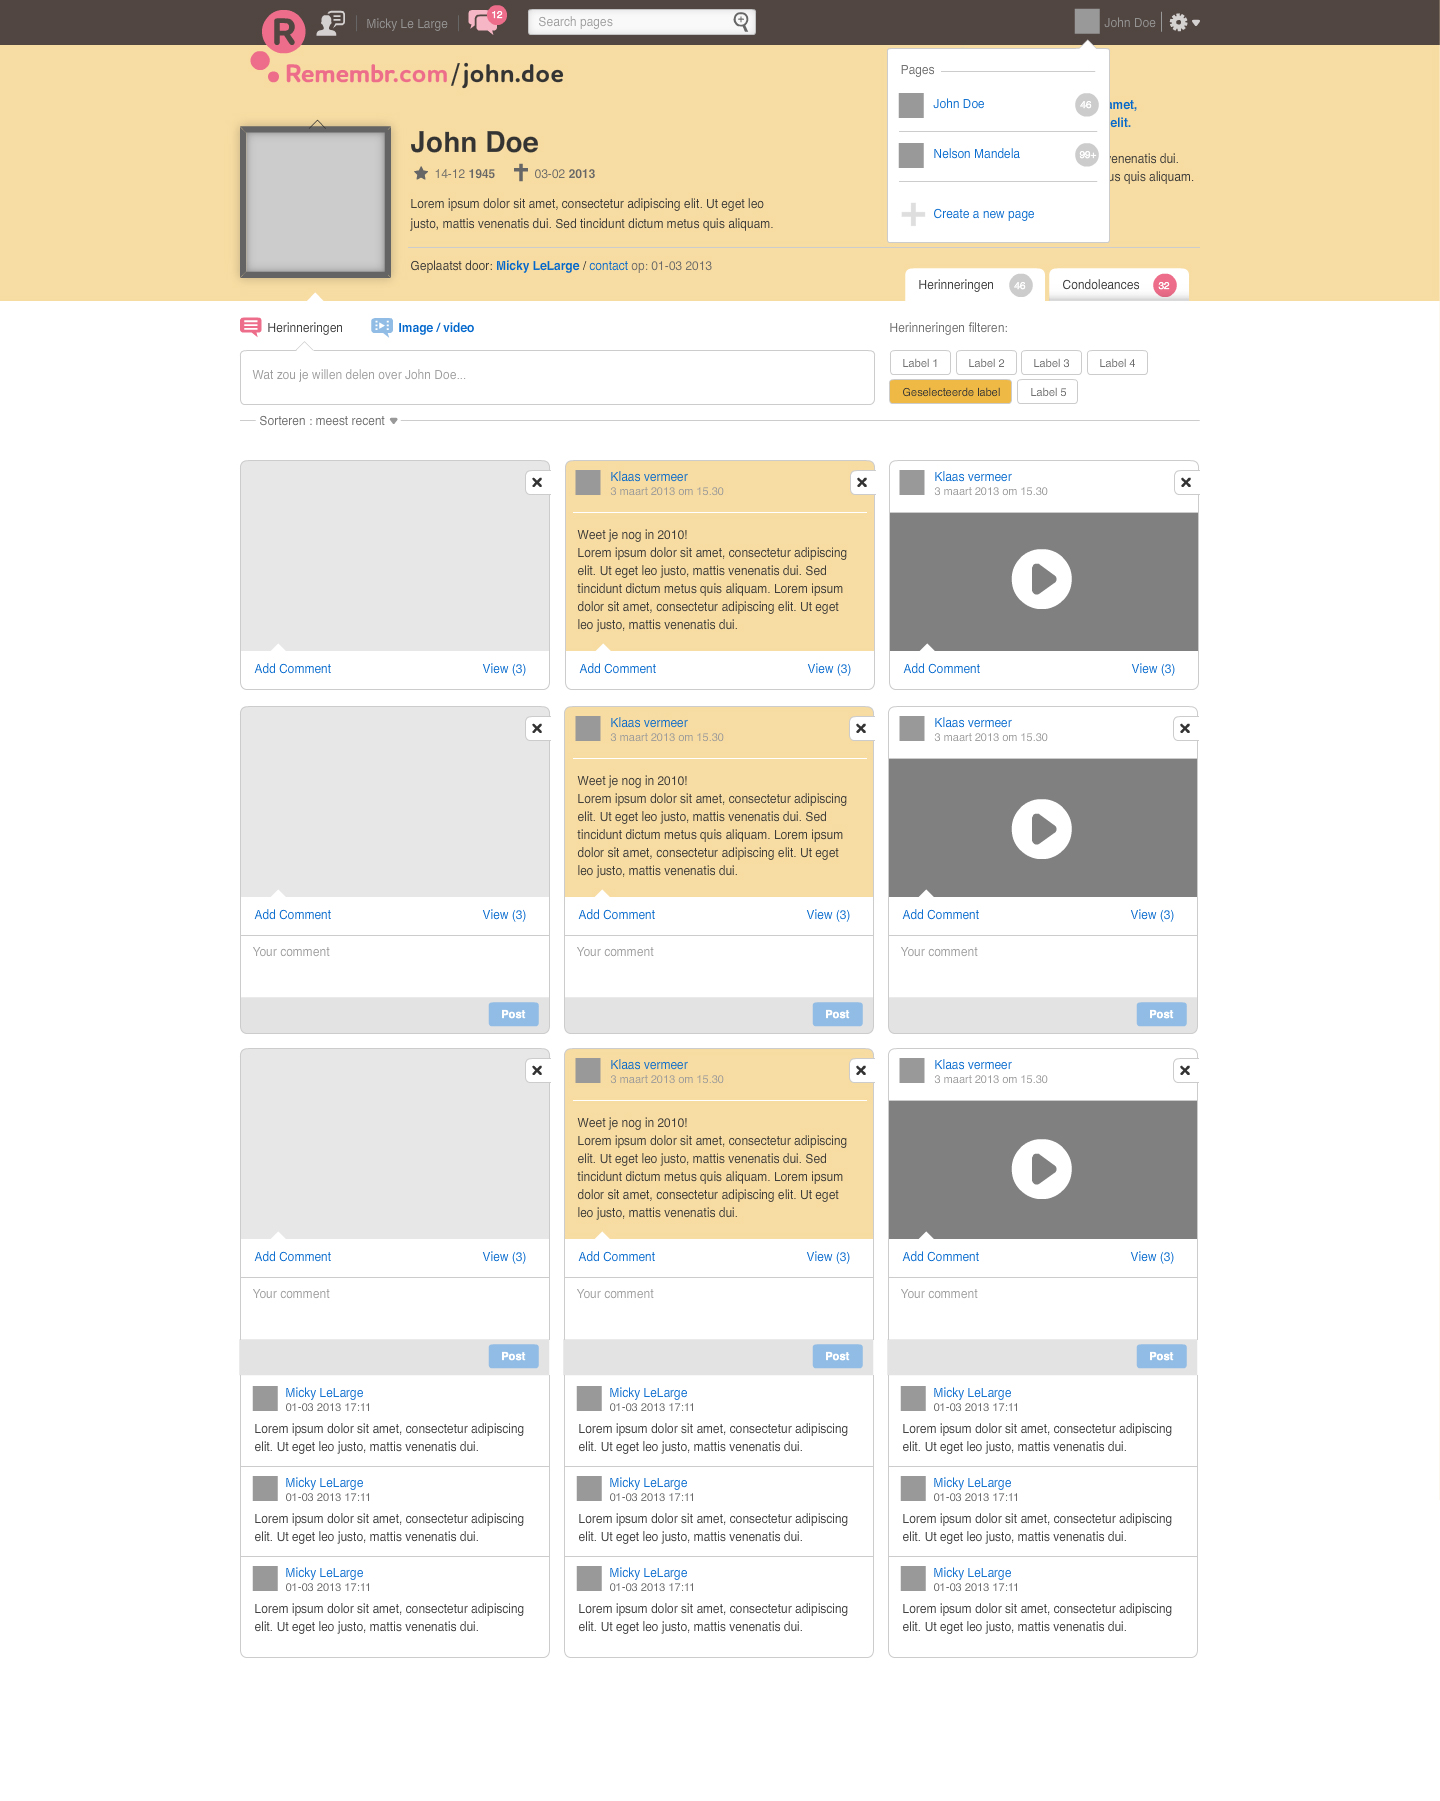 R
Micky Le Large
12
Search pages
John Doe
Remembr.com/john.doe
Pages
John Doe
46
Nelson Mandela
99+
Create a new page
amet,
elit.
venenatis dui.
us quis aliquam.
John Doe
14-12 1945
03-02 2013
Lorem ipsum dolor sit amet, consectetur adipiscing elit. Ut eget leo
justo, mattis venenatis dui. Sed tincidunt dictum metus quis aliquam.
Geplaatst door: Micky LeLarge / contact op: 01-03 2013
Herinneringen 46
Condoleances 32
Herinneringen
Image / video
Herinneringen filteren:
Wat zou je willen delen over John Doe...
Label 1
Label 2
Label 3
Label 4
Geselecteerde label
Label 5
Sorteren : meest recent
Add Comment
View (3)
Klaas vermeer
3 maart 2013 om 15.30
Weet je nog in 2010!
Lorem ipsum dolor sit amet, consectetur adipiscing
elit. Ut eget leo justo, mattis venenatis dui. Sed
tincidunt dictum metus quis aliquam. Lorem ipsum
dolor sit amet, consectetur adipiscing elit. Ut eget
leo justo, mattis venenatis dui.
Add Comment
View (3)
Klaas vermeer
3 maart 2013 om 15.30
Add Comment
View (3)
Add Comment
View (3)
Your comment
Post
Klaas vermeer
3 maart 2013 om 15.30
Weet je nog in 2010!
Lorem ipsum dolor sit amet, consectetur adipiscing
elit. Ut eget leo justo, mattis venenatis dui. Sed
tincidunt dictum metus quis aliquam. Lorem ipsum
dolor sit amet, consectetur adipiscing elit. Ut eget
leo justo, mattis venenatis dui.
Add Comment
View (3)
Your comment
Post
Klaas vermeer
3 maart 2013 om 15.30
Add Comment
View (3)
Your comment
Post
Add Comment
View (3)
Your comment
Post
Micky LeLarge
01-03 2013 17:11
Lorem ipsum dolor sit amet, consectetur adipiscing
elit. Ut eget leo justo, mattis venenatis dui.
Micky LeLarge
01-03 2013 17:11
Lorem ipsum dolor sit amet, consectetur adipiscing
elit. Ut eget leo justo, mattis venenatis dui.
Micky LeLarge
01-03 2013 17:11
Lorem ipsum dolor sit amet, consectetur adipiscing
elit. Ut eget leo justo, mattis venenatis dui.
Klaas vermeer
3 maart 2013 om 15.30
Weet je nog in 2010!
Lorem ipsum dolor sit amet, consectetur adipiscing
elit. Ut eget leo justo, mattis venenatis dui. Sed
tincidunt dictum metus quis aliquam. Lorem ipsum
dolor sit amet, consectetur adipiscing elit. Ut eget
leo justo, mattis venenatis dui.
Add Comment
View (3)
Your comment
Post
Micky LeLarge
01-03 2013 17:11
Lorem ipsum dolor sit amet, consectetur adipiscing
elit. Ut eget leo justo, mattis venenatis dui.
Micky LeLarge
01-03 2013 17:11
Lorem ipsum dolor sit amet, consectetur adipiscing
elit. Ut eget leo justo, mattis venenatis dui.
Micky LeLarge
01-03 2013 17:11
Lorem ipsum dolor sit amet, consectetur adipiscing
elit. Ut eget leo justo, mattis venenatis dui.
Klaas vermeer
3 maart 2013 om 15.30
Add Comment
View (3)
Your comment
Post
Micky LeLarge
01-03 2013 17:11
Lorem ipsum dolor sit amet, consectetur adipiscing
elit. Ut eget leo justo, mattis venenatis dui.
Micky LeLarge
01-03 2013 17:11
Lorem ipsum dolor sit amet, consectetur adipiscing
elit. Ut eget leo justo, mattis venenatis dui.
Micky LeLarge
01-03 2013 17:11
Lorem ipsum dolor sit amet, consectetur adipiscing
elit. Ut eget leo justo, mattis venenatis dui.